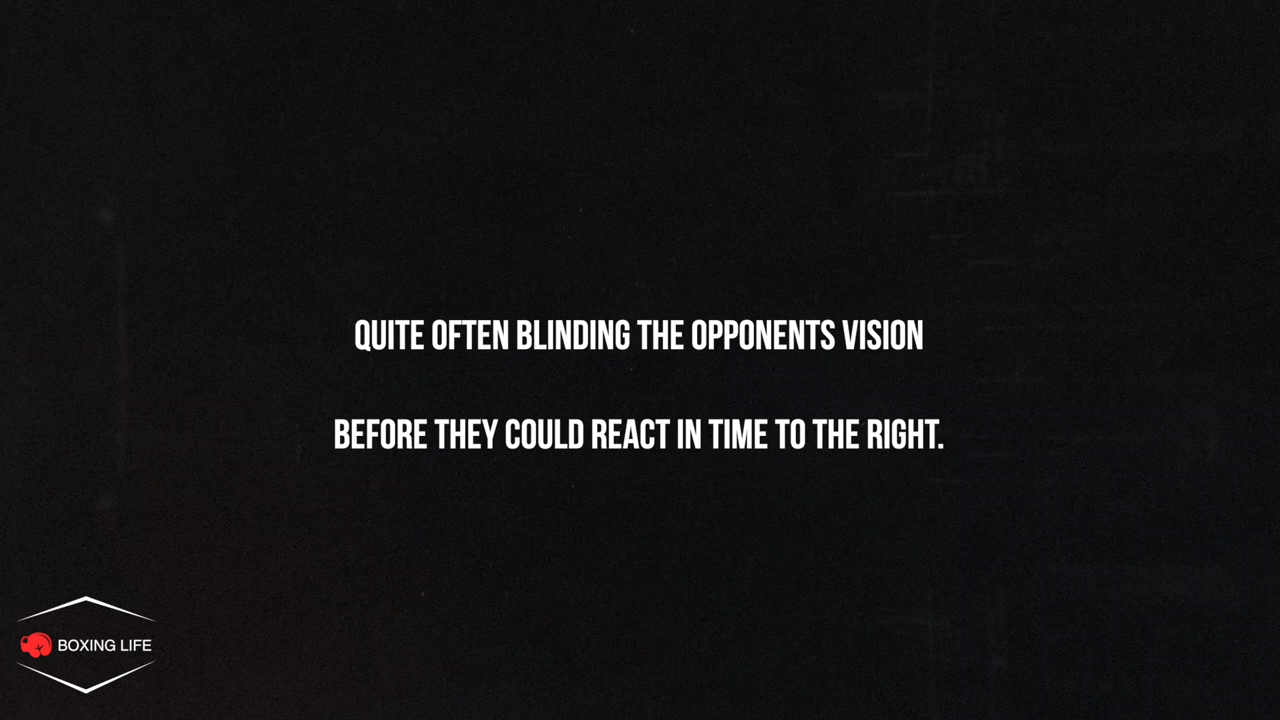 QUITE OFTEN BLINDING THE OPPONENTS VISION
BEFORE THEY COULD REACT IN TIME TO THE RIGHT.
BOXING LIFE